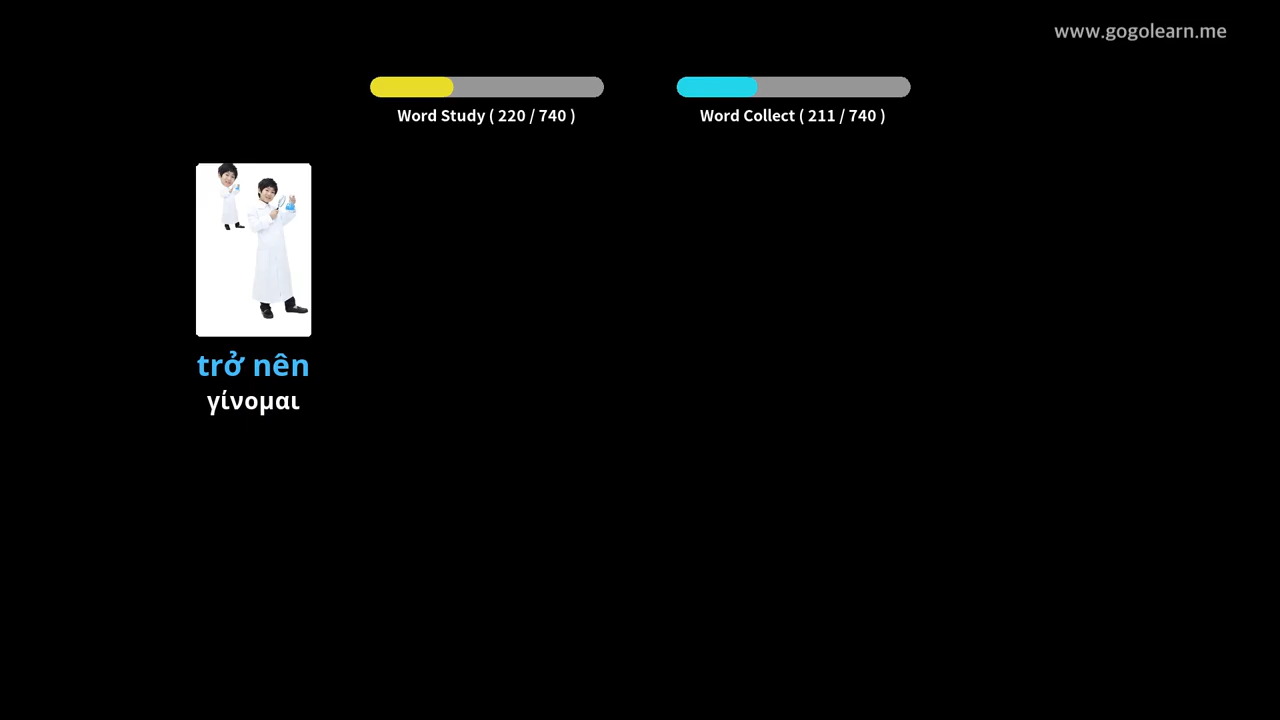 www.gogolearn.me
Word Study ( 220 / 740 )
Word Collect ( 211 / 740 )
trở nên
γίνομαι